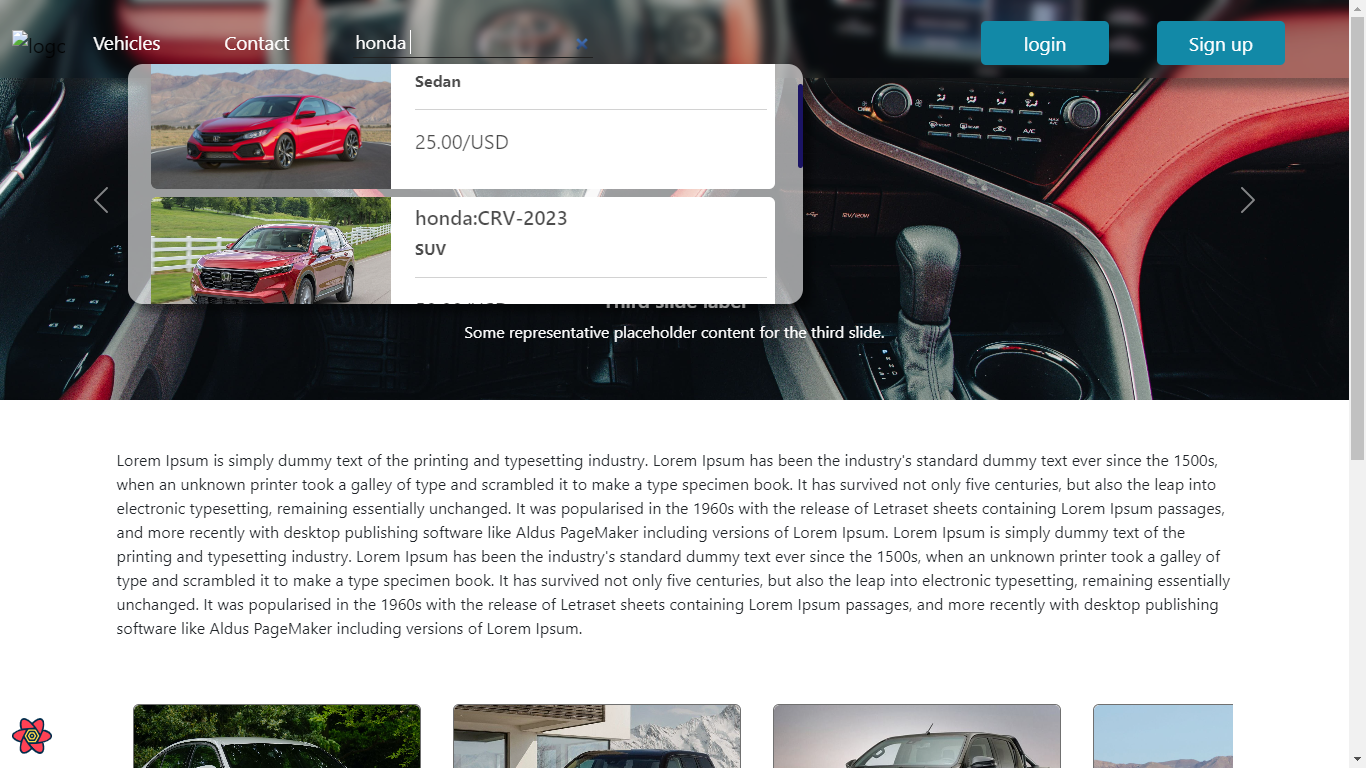 logo
Vehicles
Contact
honda
login
Sign up
Sedan
25.00/USD
honda:CRV-2023
SUV
Third slide label
Some representative placeholder content for the third slide.
A/C
12V/120W
Lorem Ipsum is simply dummy text of the printing and typesetting industry. Lorem Ipsum has been the industry's standard dummy text ever since the 1500s,
when an unknown printer took a galley of type and scrambled it to make a type specimen book. It has survived not only five centuries, but also the leap into
electronic typesetting, remaining essentially unchanged. It was popularised in the 1960s with the release of Letraset sheets containing Lorem Ipsum passages,
and more recently with desktop publishing software like Aldus PageMaker including versions of Lorem Ipsum. Lorem Ipsum is simply dummy text of the
printing and typesetting industry. Lorem Ipsum has been the industry's standard dummy text ever since the 1500s, when an unknown printer took a galley of
type and scrambled it to make a type specimen book. It has survived not only five centuries, but also the leap into electronic typesetting, remaining essentially
unchanged. It was popularised in the 1960s with the release of Letraset sheets containing Lorem Ipsum passages, and more recently with desktop publishing
software like Aldus PageMaker including versions of Lorem Ipsum.